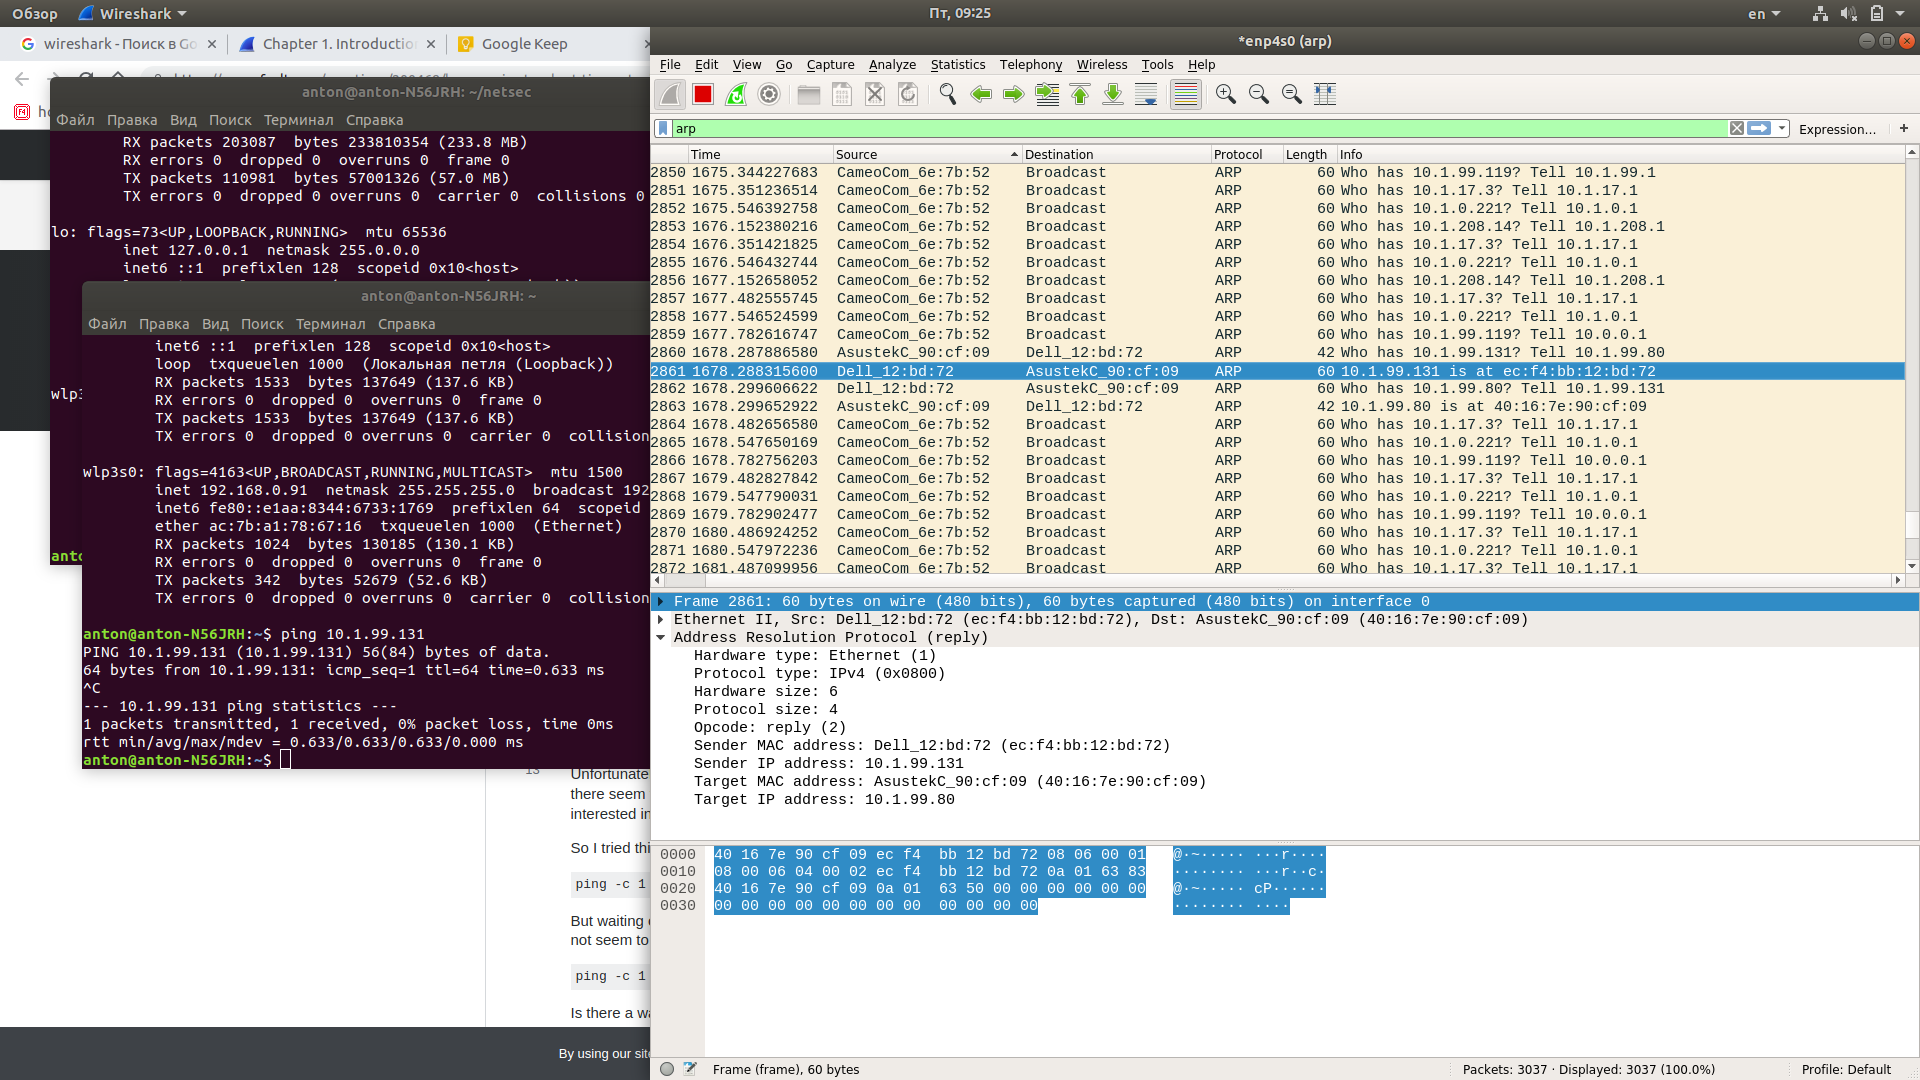 Обзор Wireshark Пт, 09:25 en
wireshark - Поиск в Go Chapter 1. Introductio Google Keep
anton@anton-N56JRH: ~/netsec
Файл Правка Вид Поиск Терминал Справка
RX packets 203087 bytes 233810354 (233.8 MB)
RX errors 0 dropped 0 overruns 0 frame 0
TX packets 110981 bytes 57001326 (57.0 MB)
TX errors 0 dropped 0 overruns 0 carrier 0 collisions 0
lo: flags=73<UP,LOOPBACK,RUNNING> mtu 65536
inet 127.0.0.1 netmask 255.0.0.0
inet6 ::1 prefixlen 128 scopeid 0x10<host>
wlp3
anto
anton@anton-N56JRH: ~
Файл Правка Вид Поиск Терминал Справка
inet6 ::1 prefixlen 128 scopeid 0x10<host>
loop txqueuelen 1000 (Локальная петля (Loopback))
RX packets 1533 bytes 137649 (137.6 KB)
RX errors 0 dropped 0 overruns 0 frame 0
TX packets 1533 bytes 137649 (137.6 KB)
TX errors 0 dropped 0 overruns 0 carrier 0 collision
wlp3s0: flags=4163<UP,BROADCAST,RUNNING,MULTICAST> mtu 1500
inet 192.168.0.91 netmask 255.255.255.0 broadcast 192
inet6 fe80::e1aa:8344:6733:1769 prefixlen 64 scopeid
ether ac:7b:a1:78:67:16 txqueuelen 1000 (Ethernet)
RX packets 1024 bytes 130185 (130.1 KB)
RX errors 0 dropped 0 overruns 0 frame 0
TX packets 342 bytes 52679 (52.6 KB)
TX errors 0 dropped 0 overruns 0 carrier 0 collision
anton@anton-N56JRH:~$ ping 10.1.99.131
PING 10.1.99.131 (10.1.99.131) 56(84) bytes of data.
64 bytes from 10.1.99.131: icmp_seq=1 ttl=64 time=0.633 ms
^C
--- 10.1.99.131 ping statistics ---
1 packets transmitted, 1 received, 0% packet loss, time 0ms
rtt min/avg/max/mdev = 0.633/0.633/0.633/0.000 ms
anton@anton-N56JRH:~$
13
Unfortunate
there seem
interested in
So I tried thi
ping -c 1
But waiting
not seem to
ping -c 1
Is there a wa
By using our site
*enp4s0 (arp)
File Edit View Go Capture Analyze Statistics Telephony Wireless Tools Help
arp Expression... +
Time Source Destination Protocol Length Info
2850 1675.344227683 CameoCom_6e:7b:52 Broadcast ARP 60 Who has 10.1.99.119? Tell 10.1.99.1
2851 1675.351236514 CameoCom_6e:7b:52 Broadcast ARP 60 Who has 10.1.17.3? Tell 10.1.17.1
2852 1675.546392758 CameoCom_6e:7b:52 Broadcast ARP 60 Who has 10.1.0.221? Tell 10.1.0.1
2853 1676.152380216 CameoCom_6e:7b:52 Broadcast ARP 60 Who has 10.1.208.14? Tell 10.1.208.1
2854 1676.351421825 CameoCom_6e:7b:52 Broadcast ARP 60 Who has 10.1.17.3? Tell 10.1.17.1
2855 1676.546432744 CameoCom_6e:7b:52 Broadcast ARP 60 Who has 10.1.0.221? Tell 10.1.0.1
2856 1677.152658052 CameoCom_6e:7b:52 Broadcast ARP 60 Who has 10.1.208.14? Tell 10.1.208.1
2857 1677.482555745 CameoCom_6e:7b:52 Broadcast ARP 60 Who has 10.1.17.3? Tell 10.1.17.1
2858 1677.546524599 CameoCom_6e:7b:52 Broadcast ARP 60 Who has 10.1.0.221? Tell 10.1.0.1
2859 1677.782616747 CameoCom_6e:7b:52 Broadcast ARP 60 Who has 10.1.99.119? Tell 10.0.0.1
2860 1678.287886580 AsustekC_90:cf:09 Dell_12:bd:72 ARP 42 Who has 10.1.99.131? Tell 10.1.99.80
2861 1678.288315600 Dell_12:bd:72 AsustekC_90:cf:09 ARP 60 10.1.99.131 is at ec:f4:bb:12:bd:72
2862 1678.299606622 Dell_12:bd:72 AsustekC_90:cf:09 ARP 60 Who has 10.1.99.80? Tell 10.1.99.131
2863 1678.299652922 AsustekC_90:cf:09 Dell_12:bd:72 ARP 42 10.1.99.80 is at 40:16:7e:90:cf:09
2864 1678.482656580 CameoCom_6e:7b:52 Broadcast ARP 60 Who has 10.1.17.3? Tell 10.1.17.1
2865 1678.547650169 CameoCom_6e:7b:52 Broadcast ARP 60 Who has 10.1.0.221? Tell 10.1.0.1
2866 1678.782756203 CameoCom_6e:7b:52 Broadcast ARP 60 Who has 10.1.99.119? Tell 10.0.0.1
2867 1679.482827842 CameoCom_6e:7b:52 Broadcast ARP 60 Who has 10.1.17.3? Tell 10.1.17.1
2868 1679.547790031 CameoCom_6e:7b:52 Broadcast ARP 60 Who has 10.1.0.221? Tell 10.1.0.1
2869 1679.782902477 CameoCom_6e:7b:52 Broadcast ARP 60 Who has 10.1.99.119? Tell 10.0.0.1
2870 1680.486924252 CameoCom_6e:7b:52 Broadcast ARP 60 Who has 10.1.17.3? Tell 10.1.17.1
2871 1680.547972236 CameoCom_6e:7b:52 Broadcast ARP 60 Who has 10.1.0.221? Tell 10.1.0.1
2872 1681.487099956 CameoCom_6e:7b:52 Broadcast ARP 60 Who has 10.1.17.3? Tell 10.1.17.1
Frame 2861: 60 bytes on wire (480 bits), 60 bytes captured (480 bits) on interface 0
Ethernet II, Src: Dell_12:bd:72 (ec:f4:bb:12:bd:72), Dst: AsustekC_90:cf:09 (40:16:7e:90:cf:09)
Address Resolution Protocol (reply)
Hardware type: Ethernet (1)
Protocol type: IPv4 (0x0800)
Hardware size: 6
Protocol size: 4
Opcode: reply (2)
Sender MAC address: Dell_12:bd:72 (ec:f4:bb:12:bd:72)
Sender IP address: 10.1.99.131
Target MAC address: AsustekC_90:cf:09 (40:16:7e:90:cf:09)
Target IP address: 10.1.99.80
0000 40 16 7e 90 cf 09 ec f4 bb 12 bd 72 08 06 00 01 @·~····· ···r····
0010 08 00 06 04 00 02 ec f4 bb 12 bd 72 0a 01 63 83 ········ ···r··c·
0020 40 16 7e 90 cf 09 0a 01 63 50 00 00 00 00 00 00 @·~····· cP······
0030 00 00 00 00 00 00 00 00 00 00 00 00 ········ ····
Frame (frame), 60 bytes Packets: 3037 · Displayed: 3037 (100.0%) Profile: Default